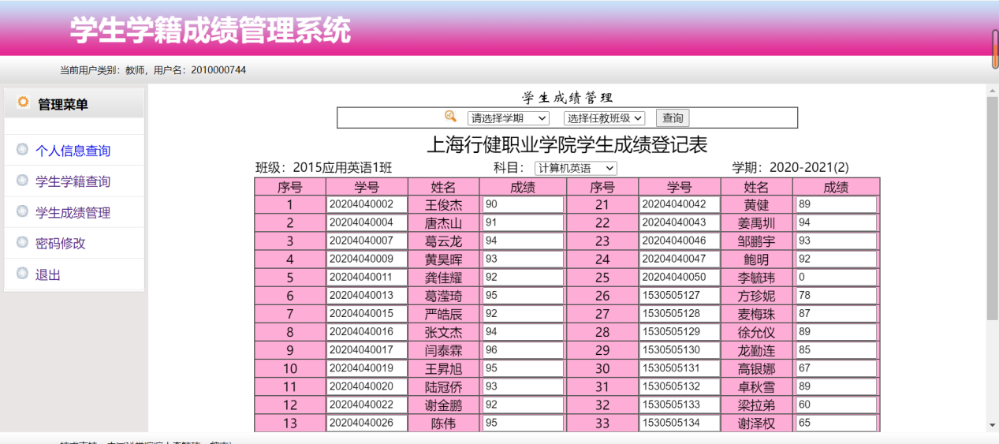 学生学籍成绩管理系统
当前用户类别：教师，用户名：2010000744
管理菜单
个人信息查询
学生学籍查询
学生成绩管理
密码修改
退出
学生成绩管理
请选择学期 选择任教班级 查询
上海行健职业学院学生成绩登记表
班级：2015应用英语1班 科目： 计算机英语 学期：2020-2021(2)
序号 学号 姓名 成绩 序号 学号 姓名 成绩
1 20204040002 王俊杰 90 21 20204040042 黄健 89
2 20204040004 唐杰山 91 22 20204040043 姜禹圳 94
3 20204040007 葛云龙 94 23 20204040046 邹鹏宇 93
4 20204040009 黄昊晖 93 24 20204040047 鲍明 92
5 20204040011 龚佳耀 92 25 20204040050 李毓玮 0
6 20204040013 葛滢琦 95 26 1530505127 方珍妮 78
7 20204040015 严皓辰 92 27 1530505128 麦梅珠 87
8 20204040016 张文杰 94 28 1530505129 徐允仪 89
9 20204040017 闫泰霖 96 29 1530505130 龙勤连 85
10 20204040019 王昇旭 95 30 1530505131 高银娜 67
11 20204040020 陆冠侨 93 31 1530505132 卓秋雪 89
12 20204040022 谢金鹏 92 32 1530505133 梁拉弟 60
13 20204040026 陈伟 95 33 1530505134 谢泽权 65